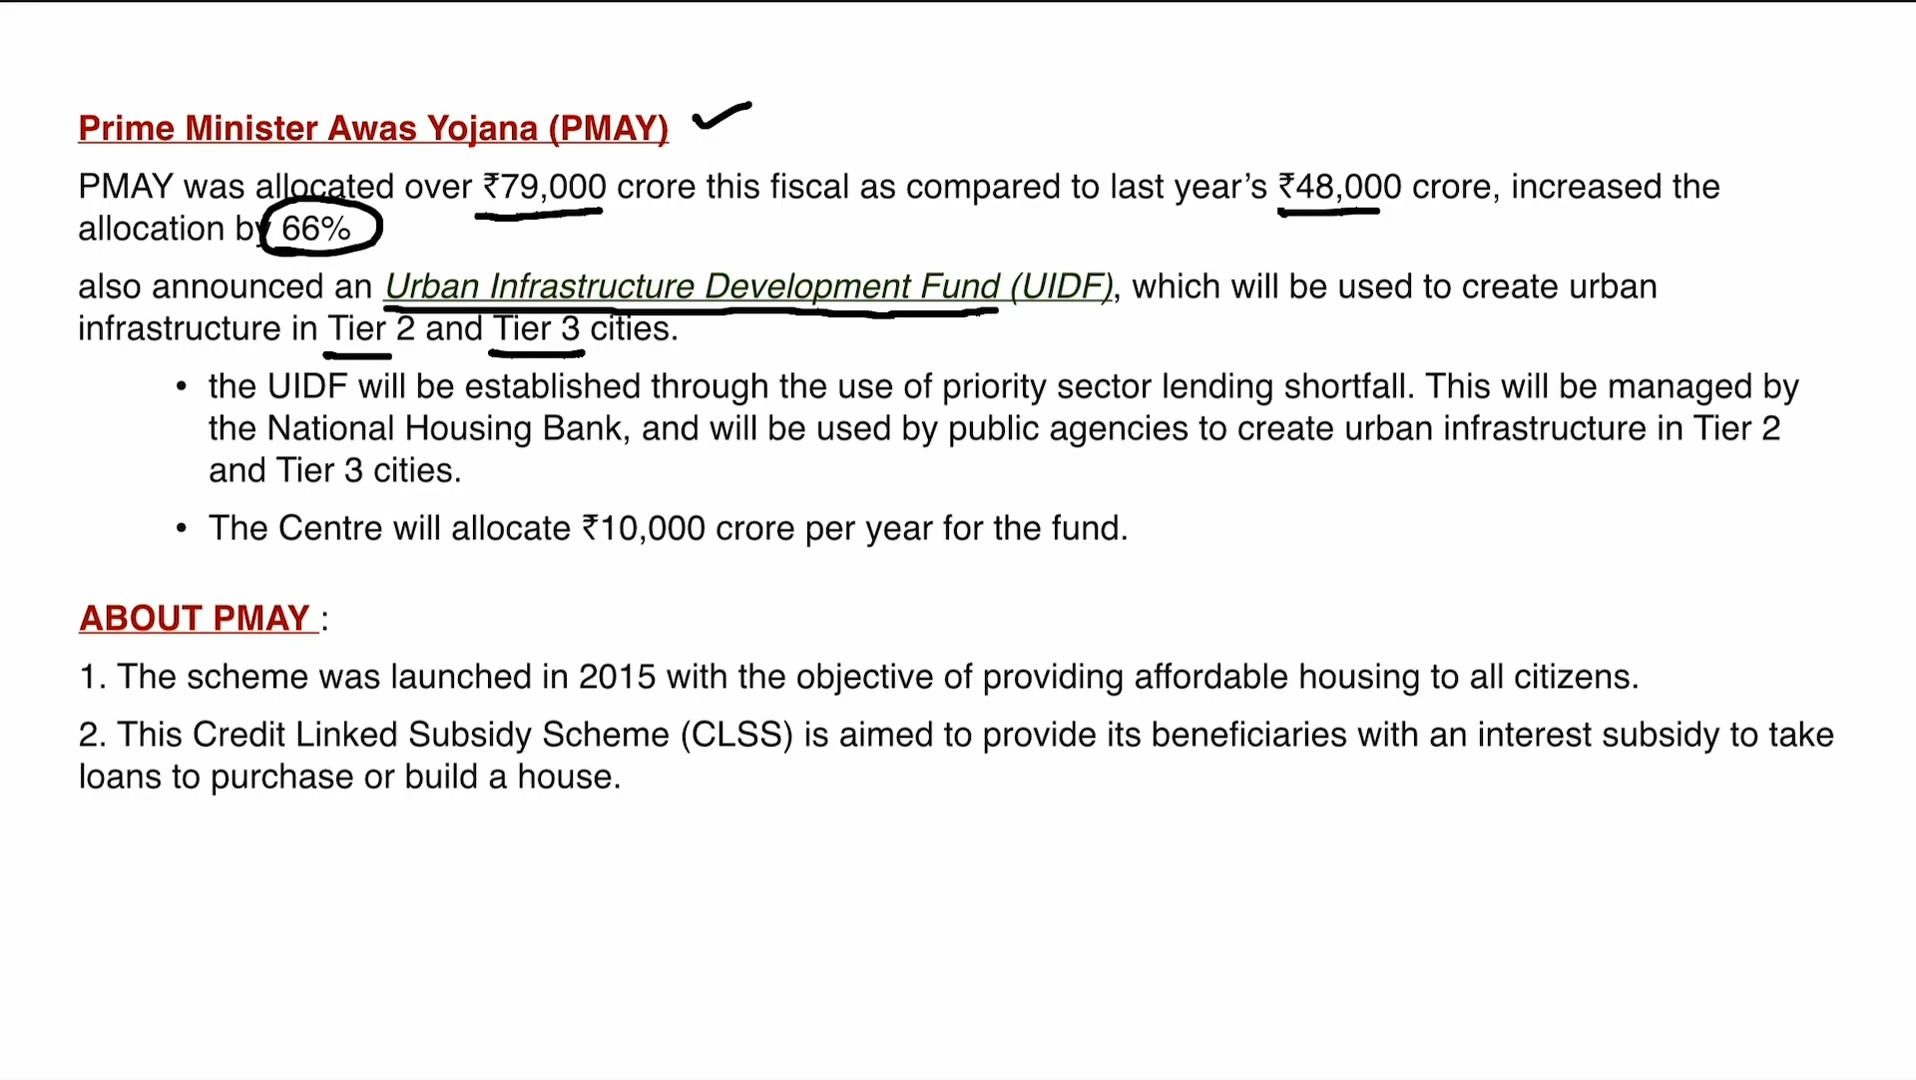 Prime Minister Awas Yojana (PMAY)
PMAY was allocated over ₹79,000 crore this fiscal as compared to last year’s ₹48,000 crore, increased the
allocation by 66%
also announced an Urban Infrastructure Development Fund (UIDF), which will be used to create urban
infrastructure in Tier 2 and Tier 3 cities.
• the UIDF will be established through the use of priority sector lending shortfall. This will be managed by
the National Housing Bank, and will be used by public agencies to create urban infrastructure in Tier 2
and Tier 3 cities.
• The Centre will allocate ₹10,000 crore per year for the fund.
ABOUT PMAY :
1. The scheme was launched in 2015 with the objective of providing affordable housing to all citizens.
2. This Credit Linked Subsidy Scheme (CLSS) is aimed to provide its beneficiaries with an interest subsidy to take
loans to purchase or build a house.